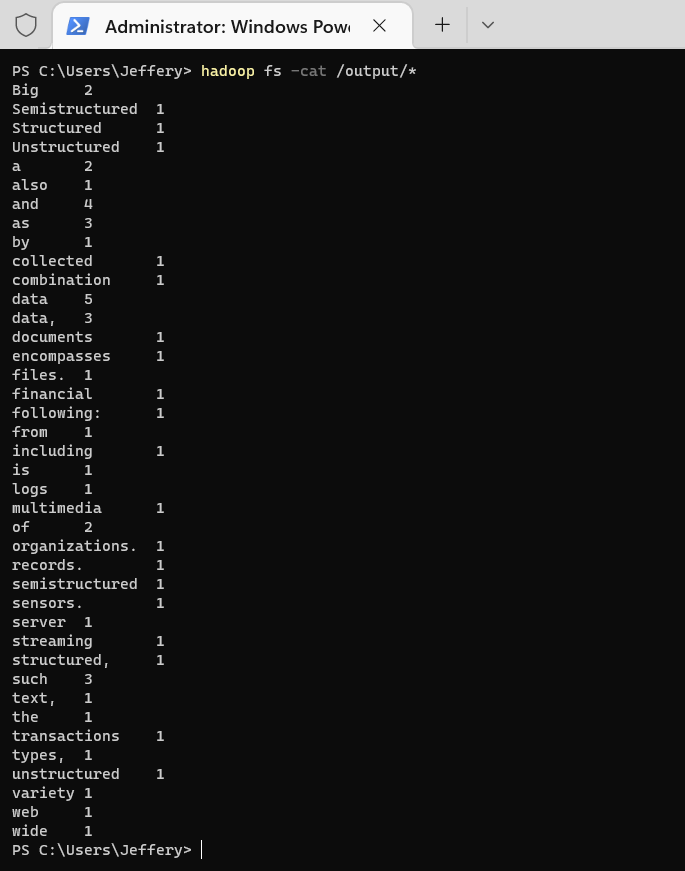 Administrator: Windows Pow
PS C:\Users\Jeffery> hadoop fs -cat /output/*
Big 2
Semistructured 1
Structured 1
Unstructured 1
a 2
also 1
and 4
as 3
by 1
collected 1
combination 1
data 5
data, 3
documents 1
encompasses 1
files. 1
financial 1
following: 1
from 1
including 1
is 1
logs 1
multimedia 1
of 2
organizations. 1
records. 1
semistructured 1
sensors. 1
server 1
streaming 1
structured, 1
such 3
text, 1
the 1
transactions 1
types, 1
unstructured 1
variety 1
web 1
wide 1
PS C:\Users\Jeffery>